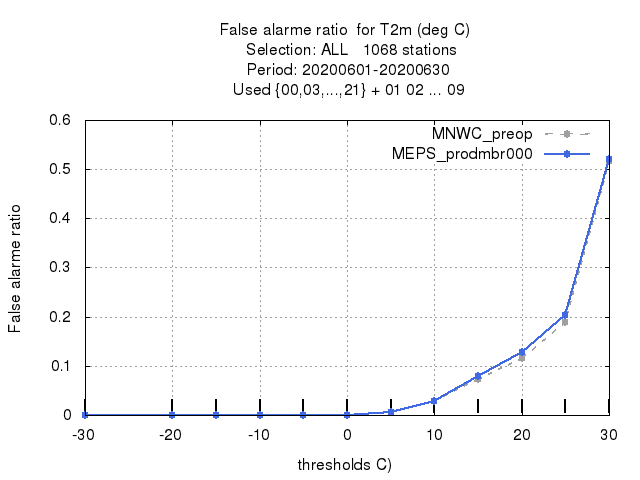 False alarme ratio  for T2m (deg C)
Selection: ALL   1068 stations
Period: 20200601-20200630
Used {00,03,...,21} + 01 02 ... 09
MNWC_preop
MEPS_prodmbr000
False alarme ratio
0.6
0.5
0.4
0.3
0.2
0.1
0
-30 -20 -10 0 10 20 30
thresholds C)